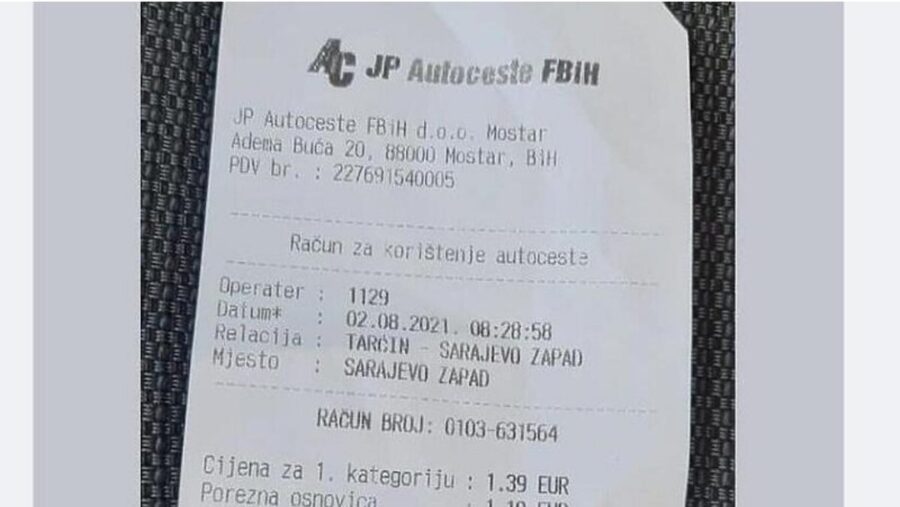 AC JP Autoceste FBiH
JP Autoceste FBiH d.o.o. Mostar
Adema Buća 20, 88000 Mostar, BiH
PDV br. : 227691540005
Račun za korištenje autoceste
Operater : 1129
Datum* : 02.08.2021. 08:28:58
Relacija : TARČIN - SARAJEVO ZAPAD
Mjesto : SARAJEVO ZAPAD
RAČUN BROJ: 0103-631564
Cijena za 1. kategoriju : 1.39 EUR
Porezna osnovica :